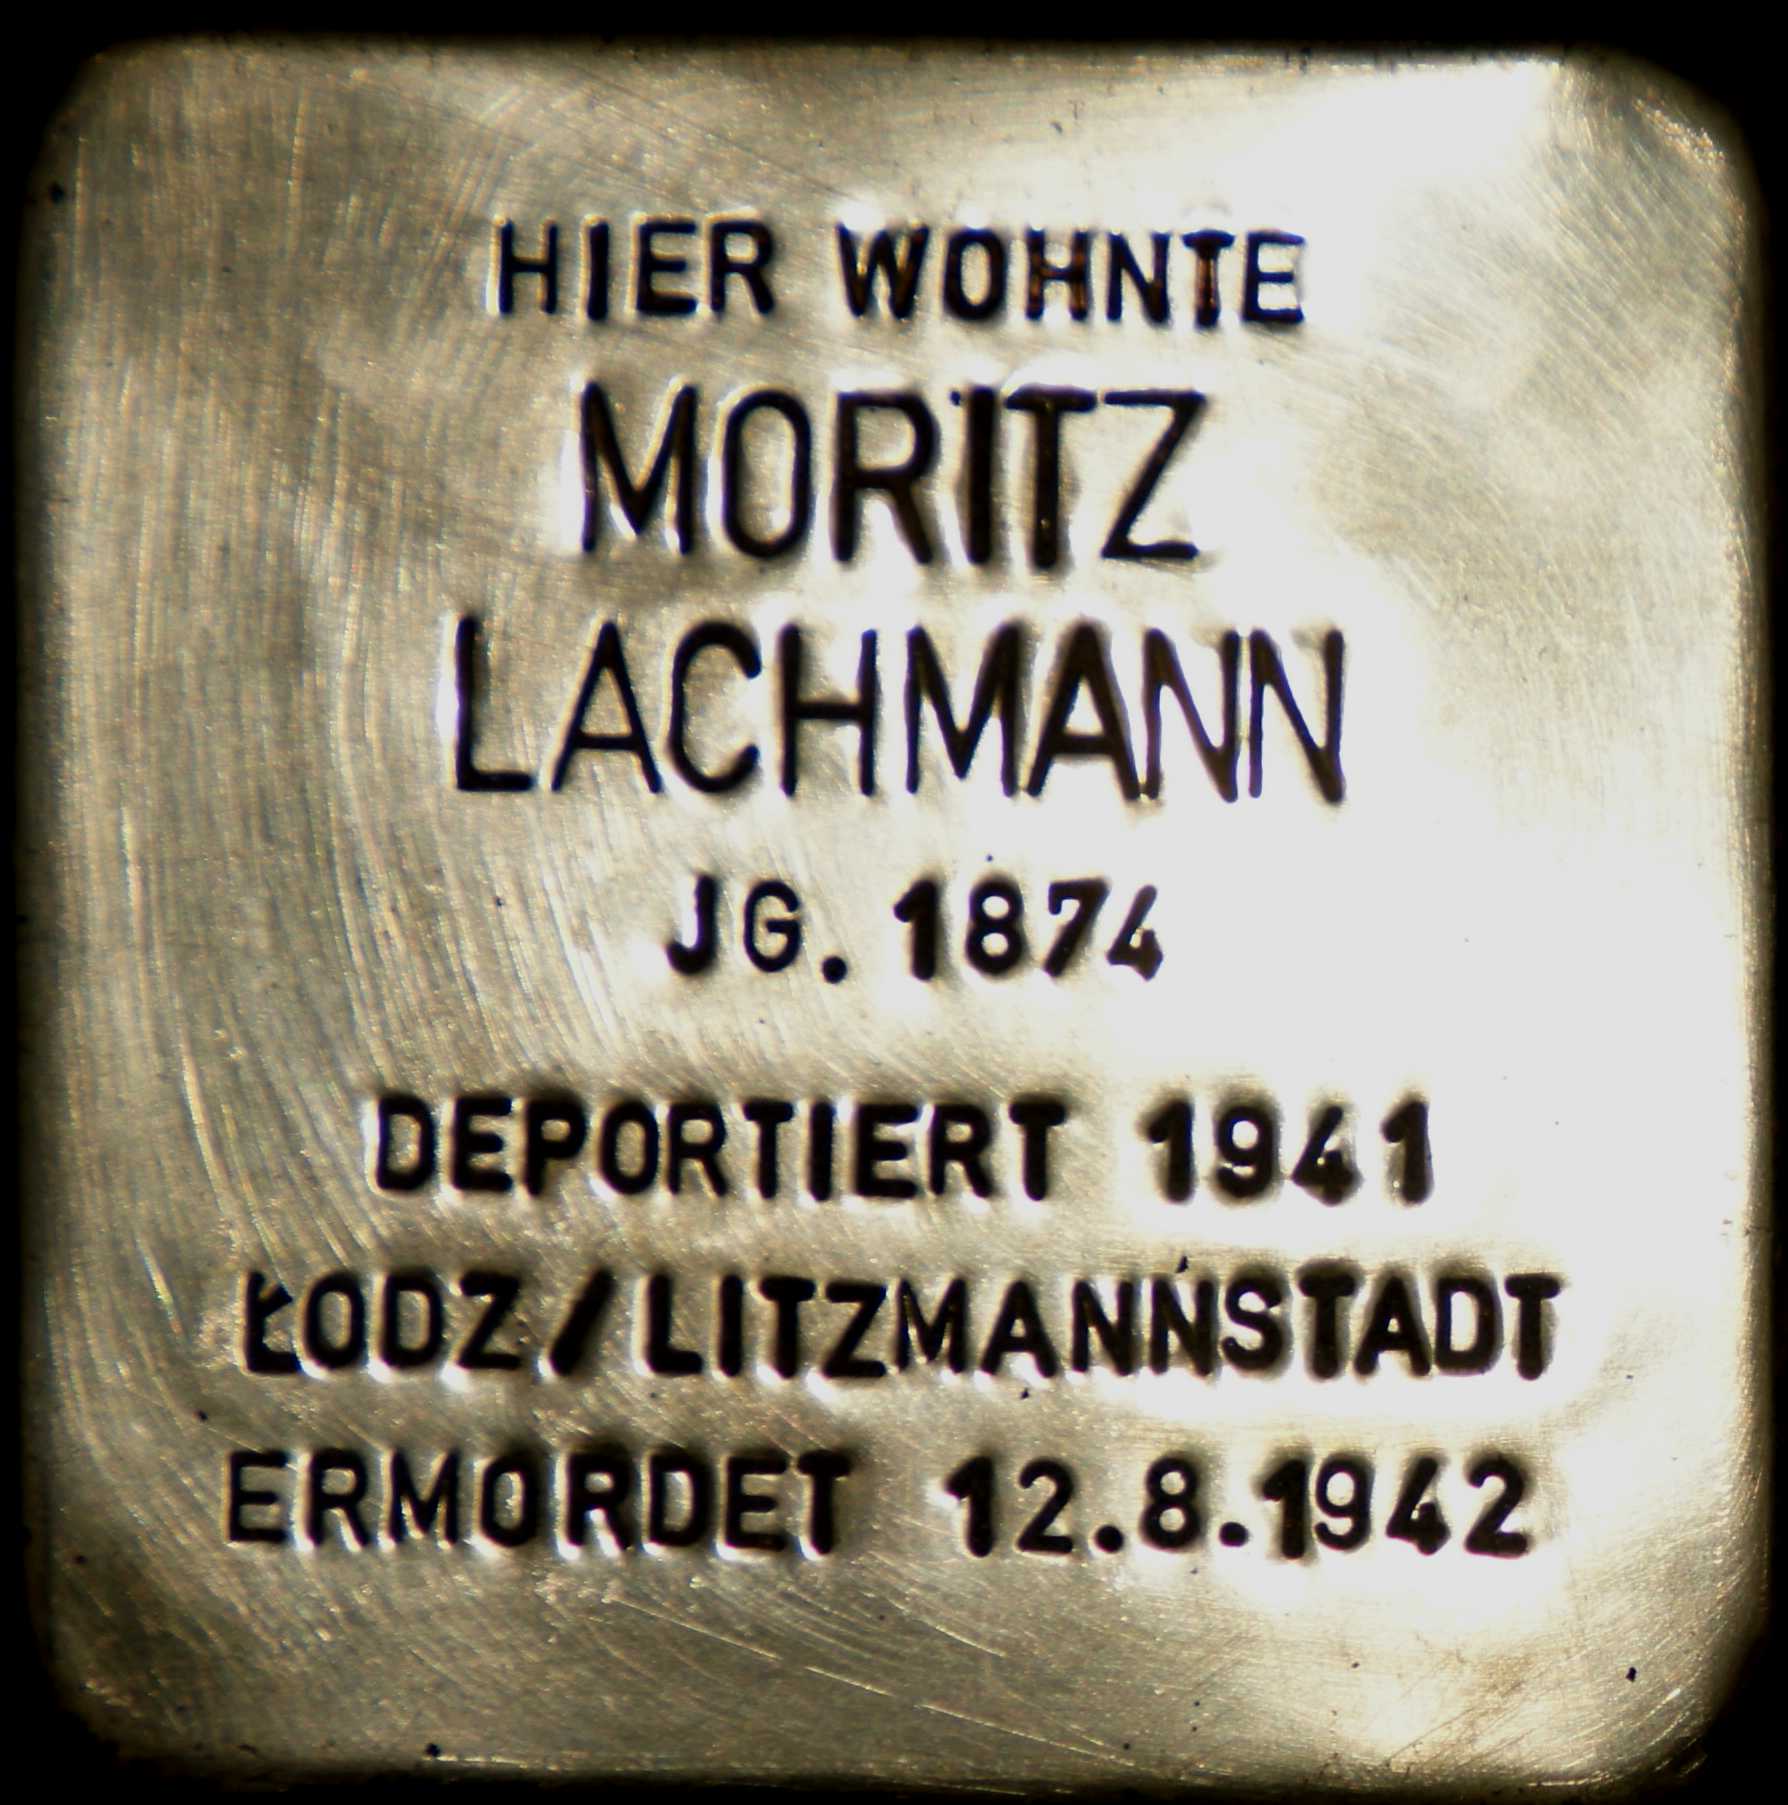 HIER WOHNTE
MORITZ
LACHMANN
JG. 1874
DEPORTIERT 1941
ŁODZ/LITZMANNSTADT
ERMORDET 12.8.1942